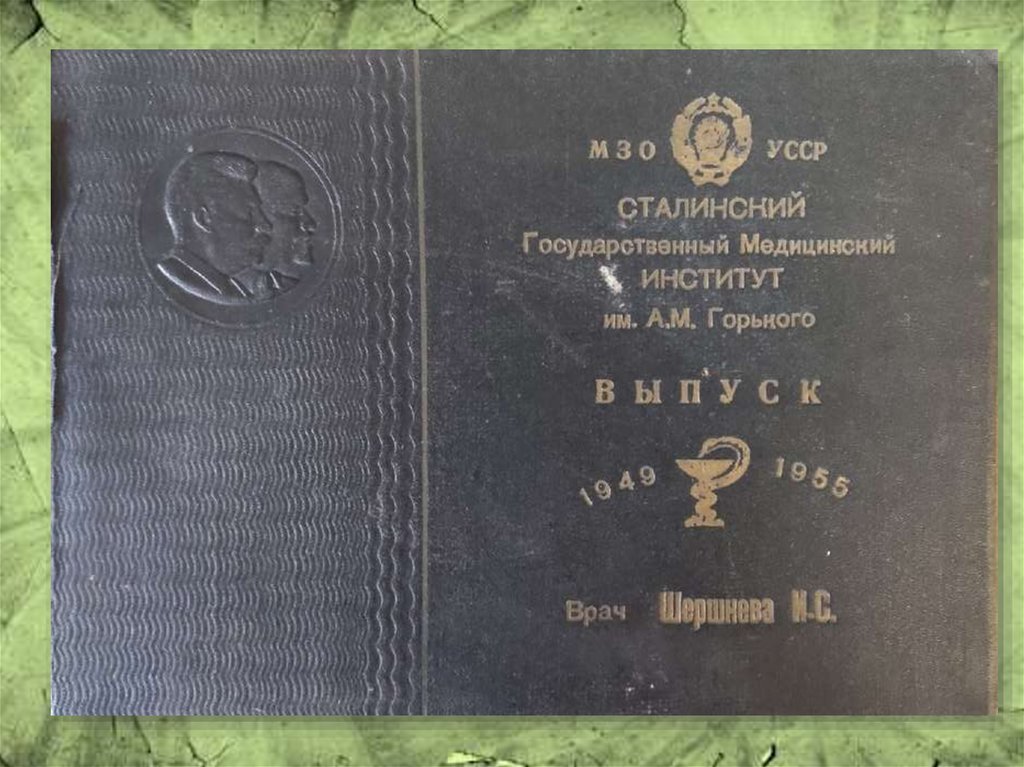 МЗО УССР
СТАЛИНСКИЙ
Государственный Медицинский
ИНСТИТУТ
им. А.М. Горького
ВЫПУСК
1949 1955
Врач Шершнева И.С.